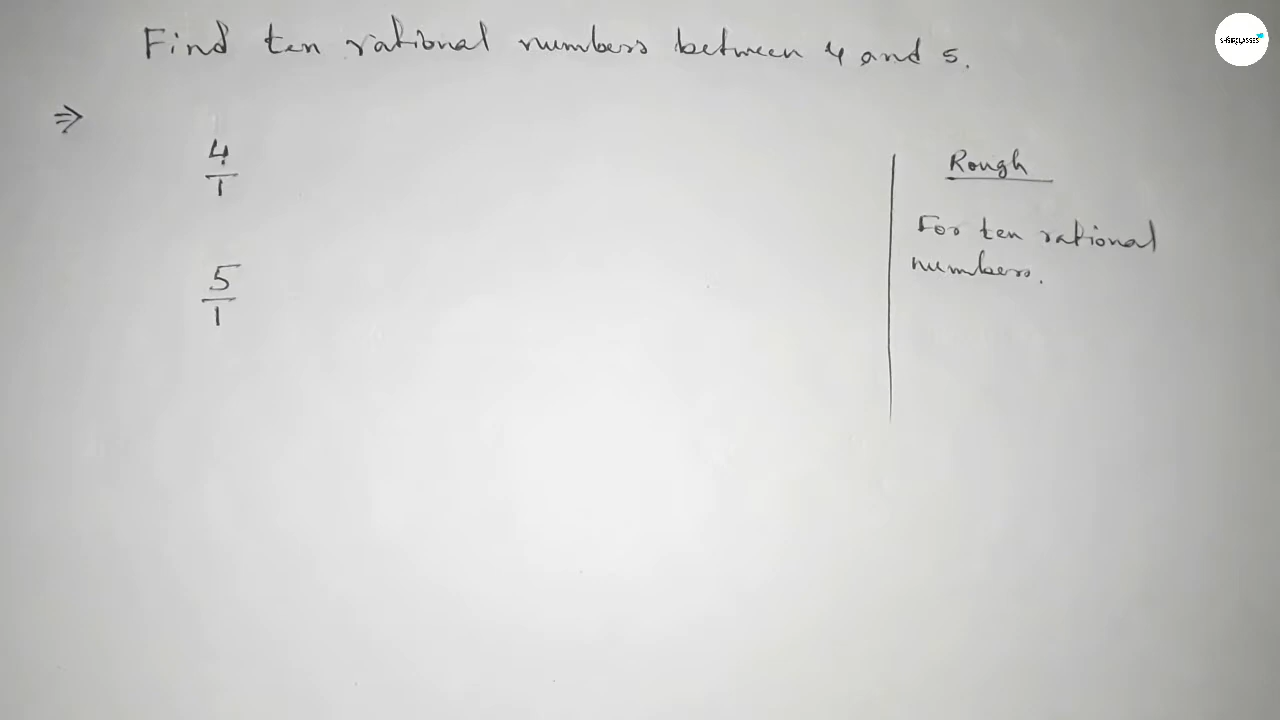 Find ten rational numbers between 4 and 5.
⇒
4
1
5
1
Rough
For ten rational
numbers.